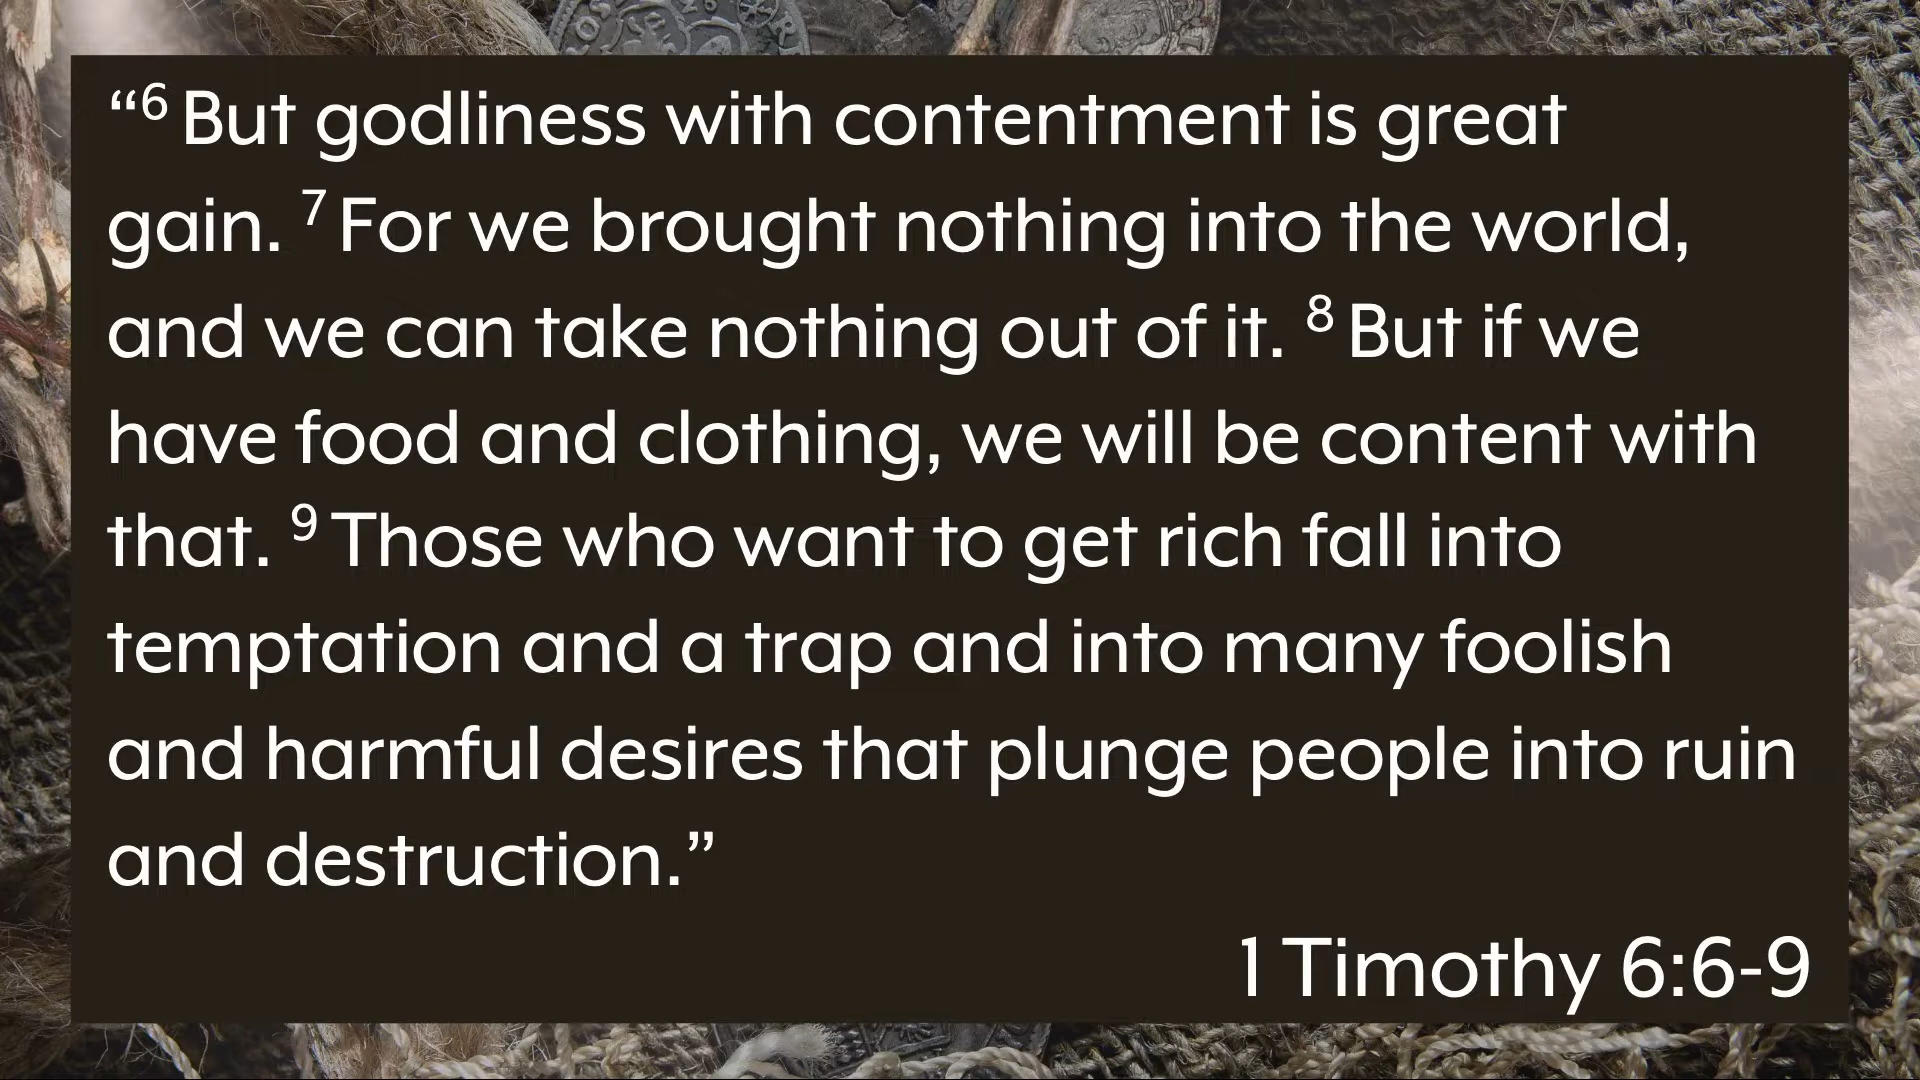 “⁶ But godliness with contentment is great
gain. ⁷ For we brought nothing into the world,
and we can take nothing out of it. ⁸ But if we
have food and clothing, we will be content with
that. ⁹ Those who want to get rich fall into
temptation and a trap and into many foolish
and harmful desires that plunge people into ruin
and destruction.”
1 Timothy 6:6-9